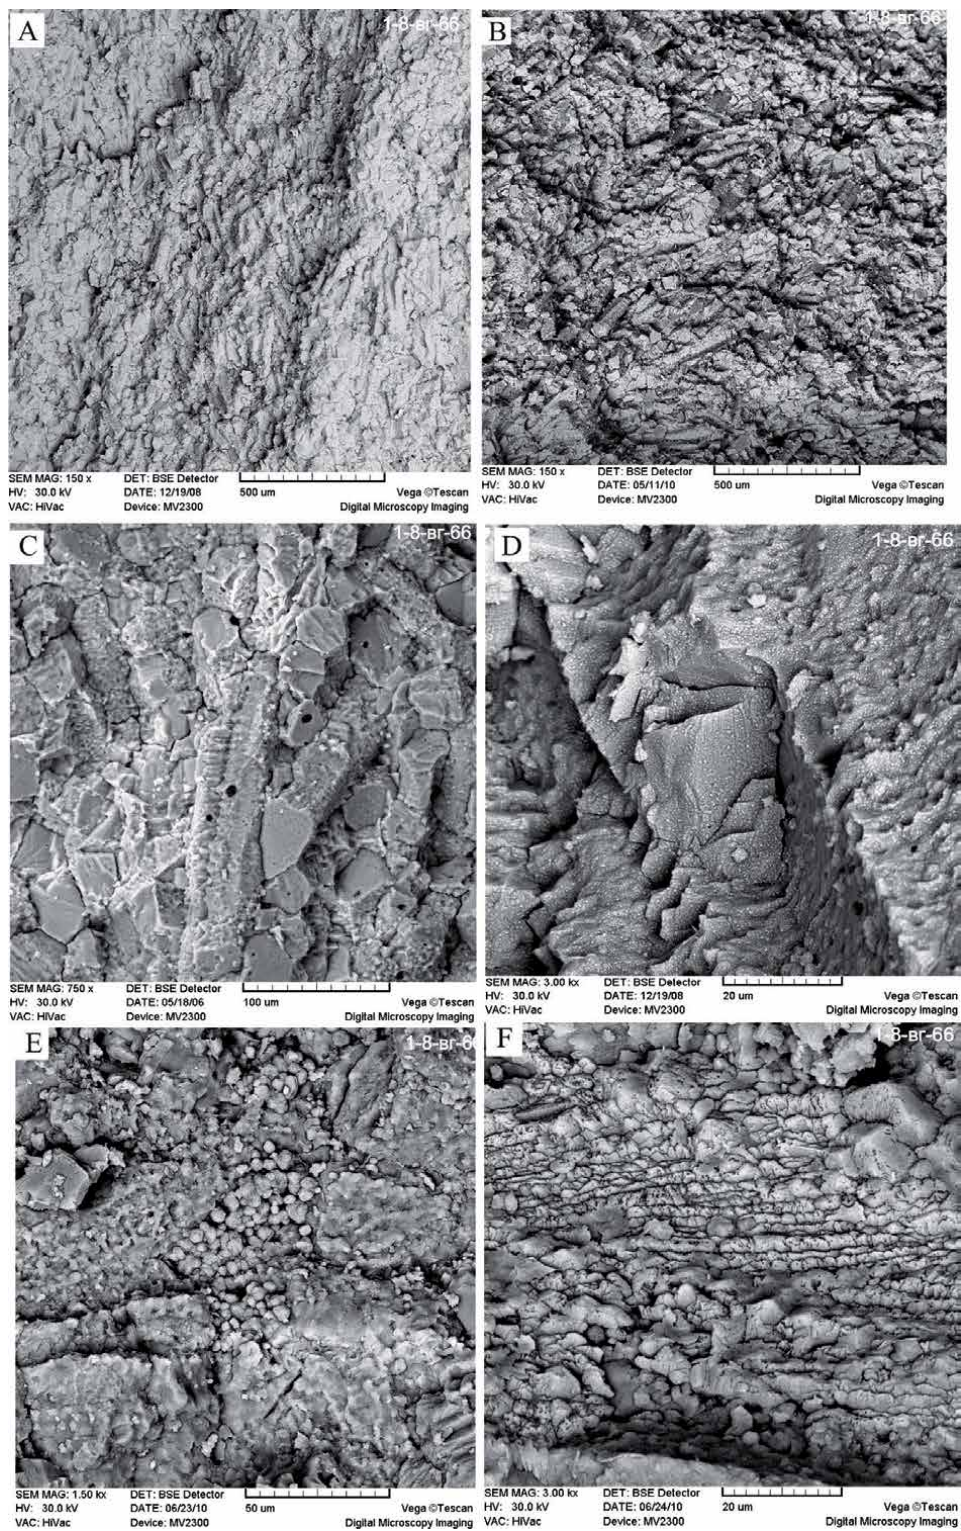 A
1-8-вг-66
SEM MAG: 150 x DET: BSE Detector
HV: 30.0 kV DATE: 12/19/08 500 um Vega ©Tescan
VAC: HiVac Device: MV2300 Digital Microscopy Imaging
B
1-8-вг-66
SEM MAG: 150 x DET: BSE Detector
HV: 30.0 kV DATE: 05/11/10 500 um Vega ©Tescan
VAC: HiVac Device: MV2300 Digital Microscopy Imaging
C
1-8-вг-66
SEM MAG: 750 x DET: BSE Detector
HV: 30.0 kV DATE: 05/18/06 100 um Vega ©Tescan
VAC: HiVac Device: MV2300 Digital Microscopy Imaging
D
1-8-вг-66
SEM MAG: 3.00 kx DET: BSE Detector
HV: 30.0 kV DATE: 12/19/08 20 um Vega ©Tescan
VAC: HiVac Device: MV2300 Digital Microscopy Imaging
E
1-8-вг-66
SEM MAG: 1.50 kx DET: BSE Detector
HV: 30.0 kV DATE: 06/23/10 50 um Vega ©Tescan
VAC: HiVac Device: MV2300 Digital Microscopy Imaging
F
1-8-вг-66
SEM MAG: 3.00 kx DET: BSE Detector
HV: 30.0 kV DATE: 06/24/10 20 um Vega ©Tescan
VAC: HiVac Device: MV2300 Digital Microscopy Imaging